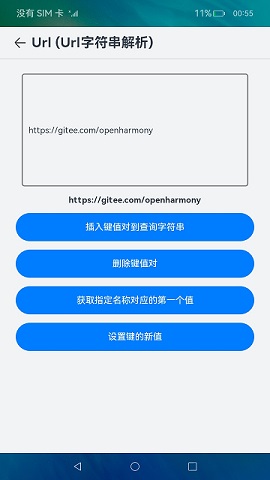 没有 SIM 卡
11%
00:55
Url (Url字符串解析)
https://gitee.com/openharmony
https://gitee.com/openharmony
插入键值对到查询字符串
删除键值对
获取指定名称对应的第一个值
设置键的新值